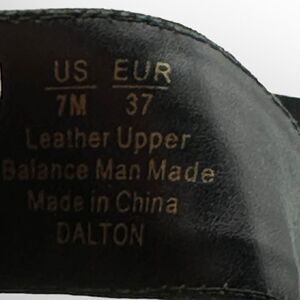 US EUR
7M 37
Leather Upper
Balance Man Made
Made in China
DALTON